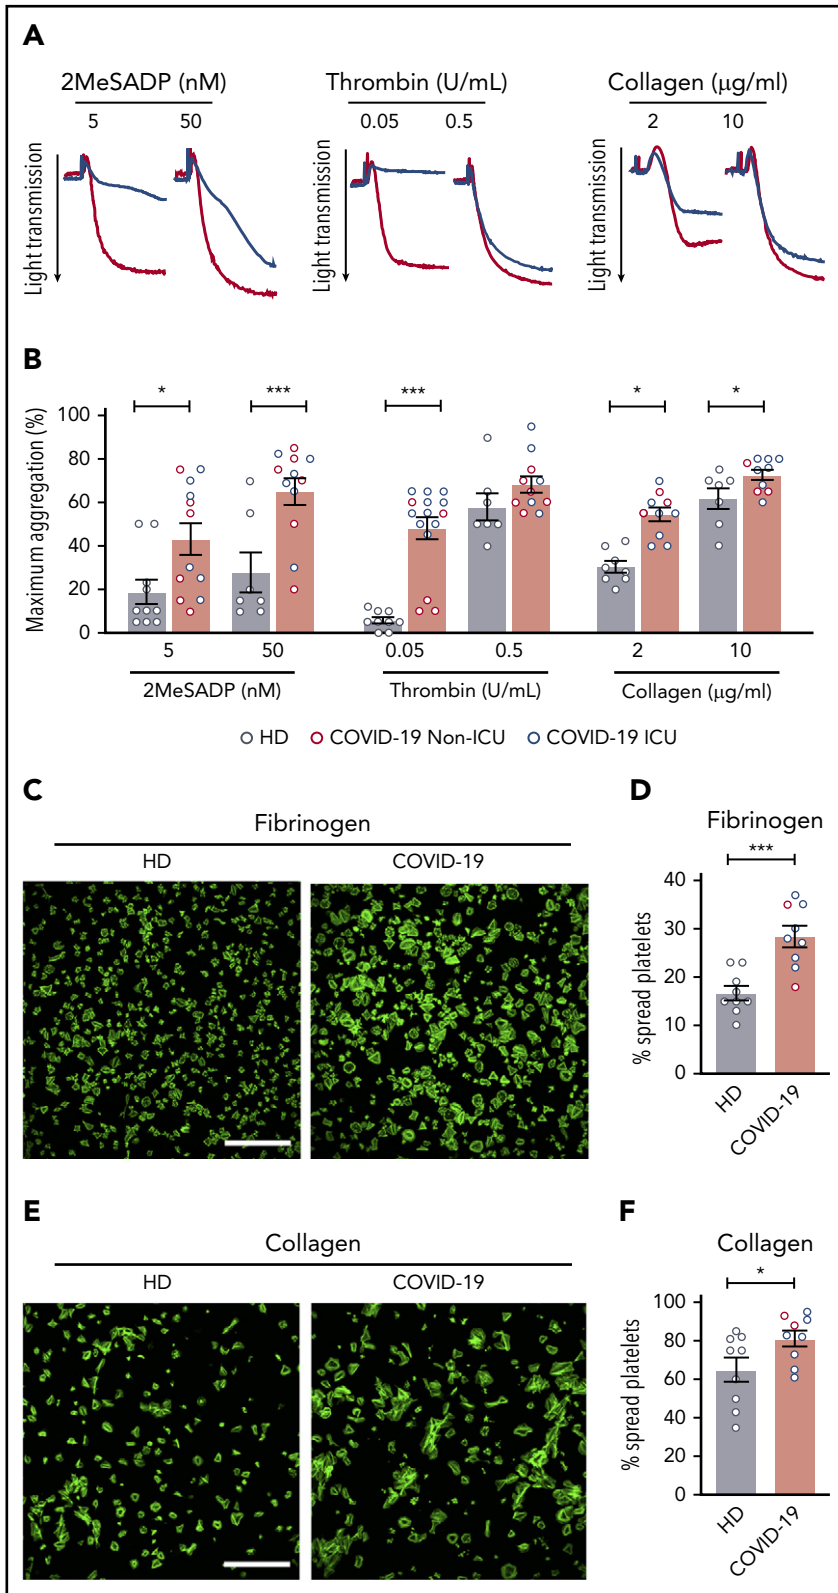 A
2MeSADP (nM)
Thrombin (U/mL)
Collagen (μg/ml)
5 50
0.05 0.5
2 10
Light transmission
Light transmission
Light transmission
B
* *** *** * *
Maximum aggregation (%)
100
80
60
40
20
0
5 50 0.05 0.5 2 10
2MeSADP (nM) Thrombin (U/mL) Collagen (μg/ml)
HD COVID-19 Non-ICU COVID-19 ICU
C
Fibrinogen
HD COVID-19
D
Fibrinogen
***
% spread platelets
40
30
20
10
0
HD COVID-19
E
Collagen
HD COVID-19
F
Collagen
*
% spread platelets
100
80
60
40
20
0
HD COVID-19